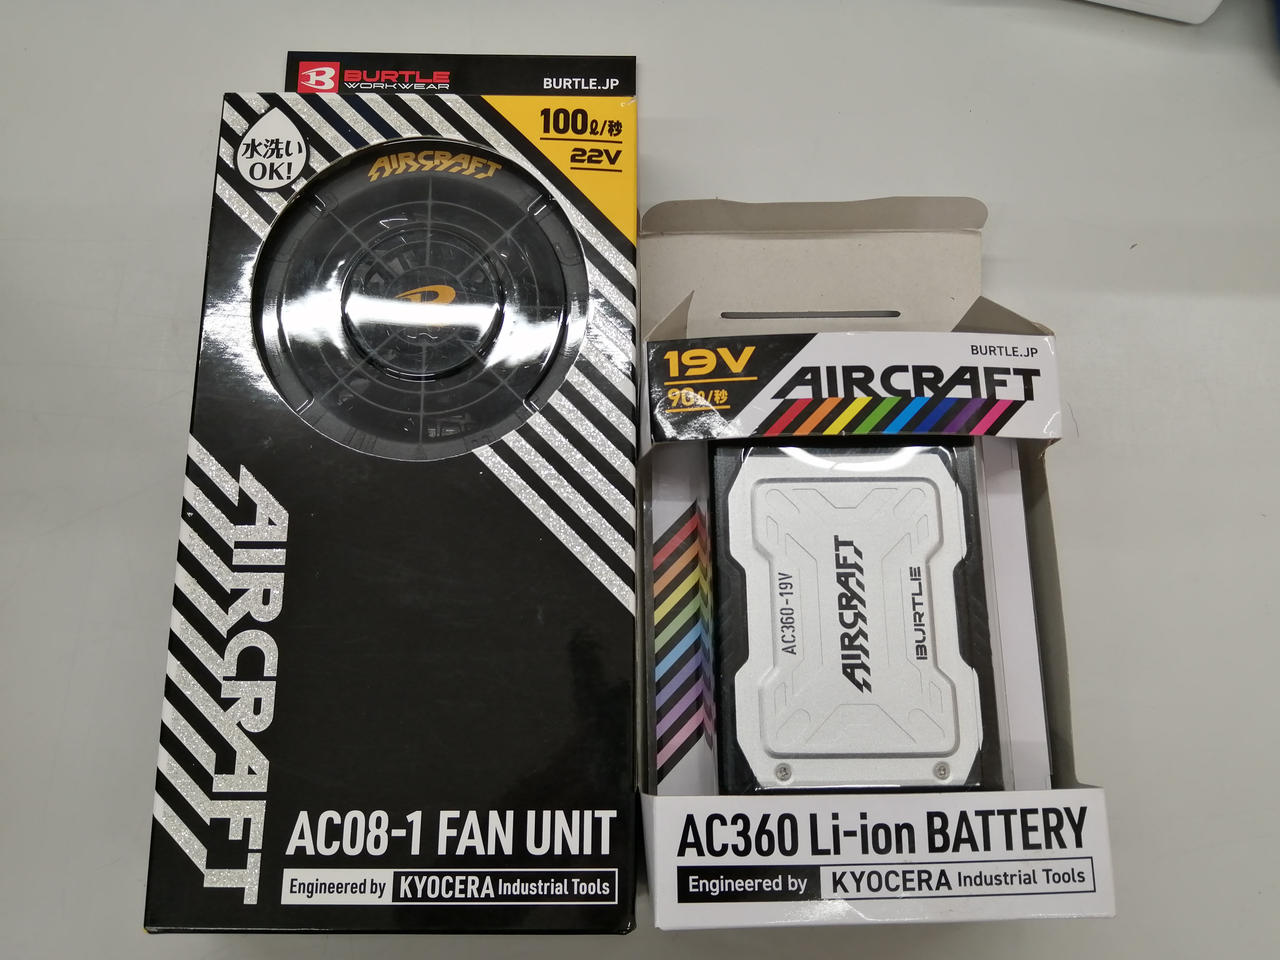 BURTLE
WORKWEAR
BURTLE.JP
水洗い
OK!
100ℓ/秒
22V
AIRCRAFT
AIRCRAFT
AC08-1 FAN UNIT
Engineered by KYOCERA Industrial Tools
19V
90ℓ/秒
BURTLE.JP
AIRCRAFT
AC360-19V
AIRCRAFT
BURTLE
AC360 Li-ion BATTERY
Engineered by KYOCERA Industrial Tools